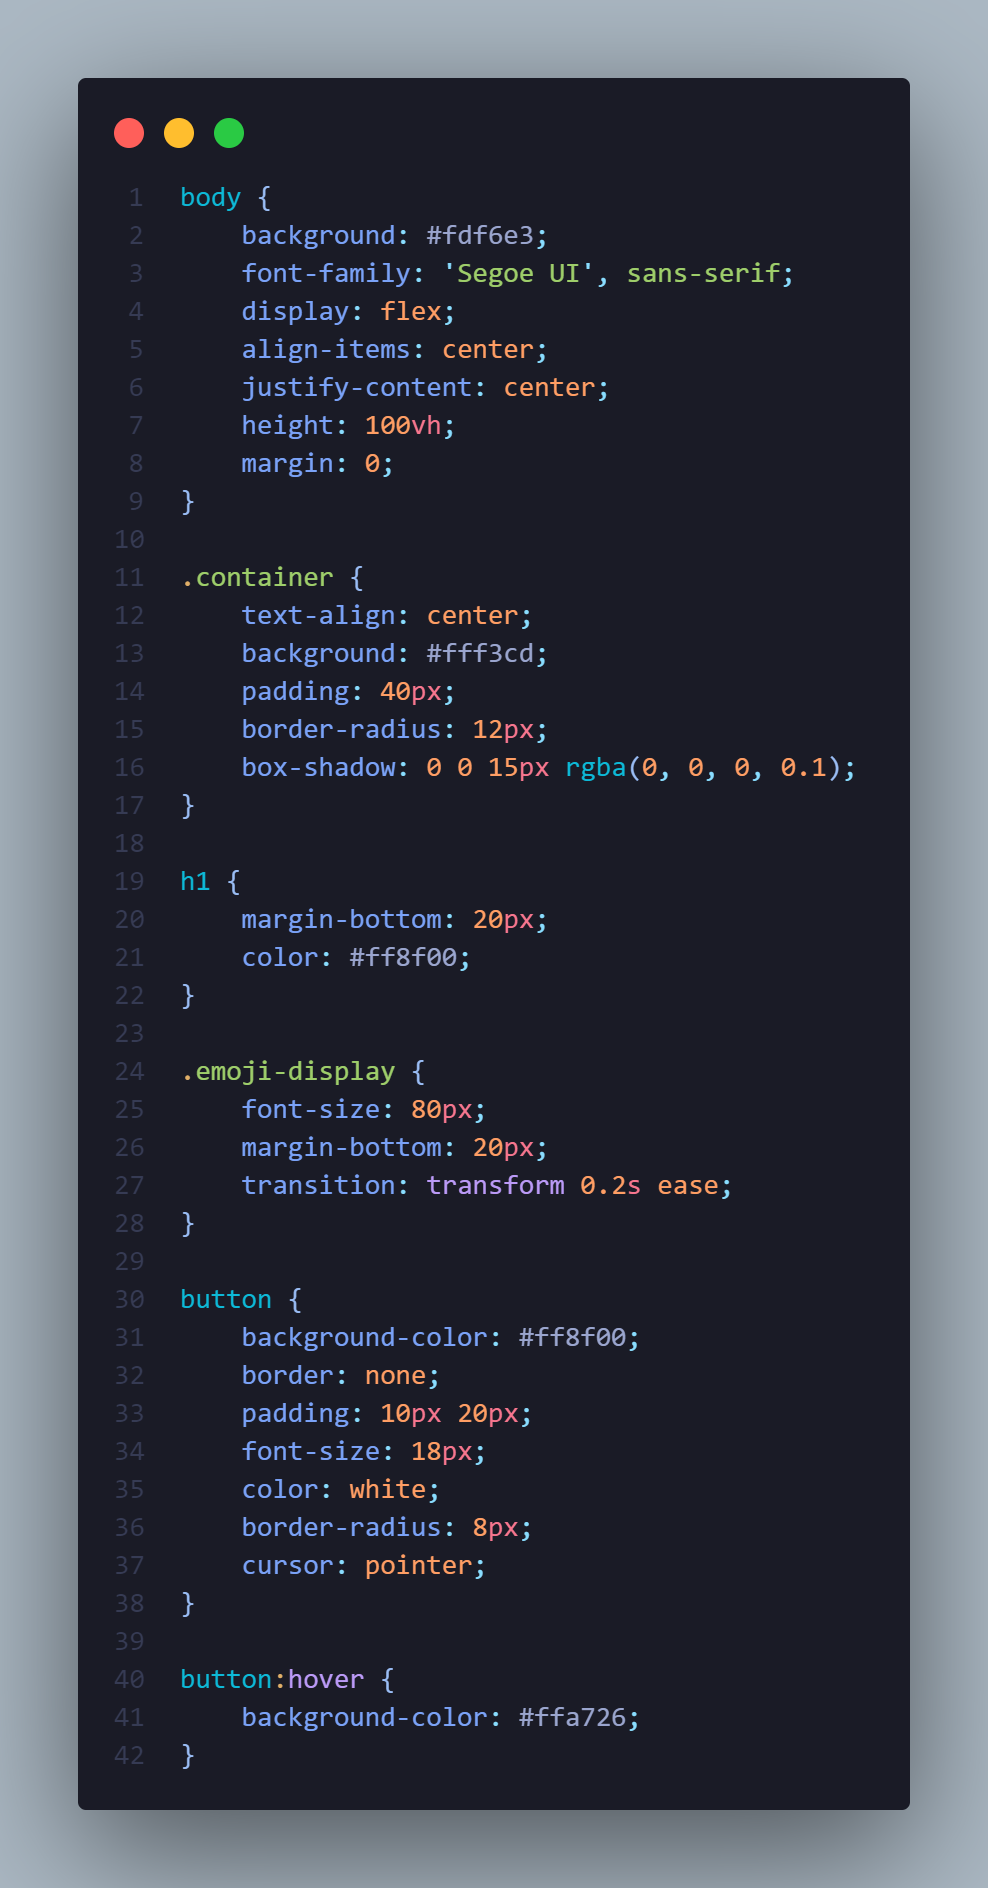 1 body {
2     background: #fdf6e3;
3     font-family: 'Segoe UI', sans-serif;
4     display: flex;
5     align-items: center;
6     justify-content: center;
7     height: 100vh;
8     margin: 0;
9 }
10
11 .container {
12     text-align: center;
13     background: #fff3cd;
14     padding: 40px;
15     border-radius: 12px;
16     box-shadow: 0 0 15px rgba(0, 0, 0, 0.1);
17 }
18
19 h1 {
20     margin-bottom: 20px;
21     color: #ff8f00;
22 }
23
24 .emoji-display {
25     font-size: 80px;
26     margin-bottom: 20px;
27     transition: transform 0.2s ease;
28 }
29
30 button {
31     background-color: #ff8f00;
32     border: none;
33     padding: 10px 20px;
34     font-size: 18px;
35     color: white;
36     border-radius: 8px;
37     cursor: pointer;
38 }
39
40 button:hover {
41     background-color: #ffa726;
42 }